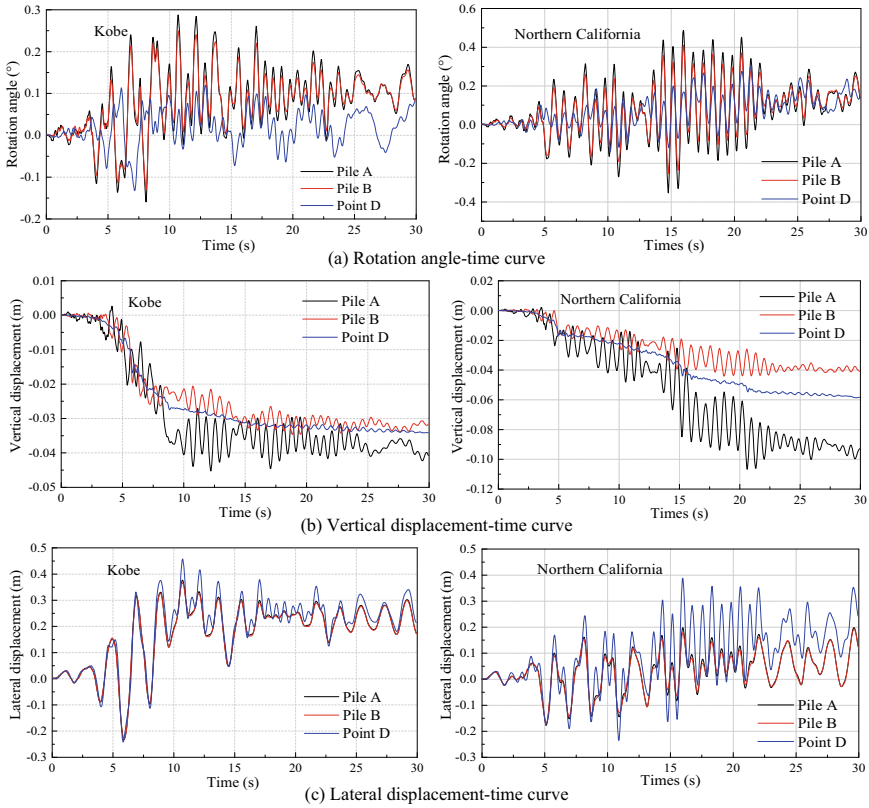 0.3
0.2
0.1
0.0
-0.1
0.2
Rotation angle (°)
Kobe
Pile A
Pile B
Point D
0 5 10 15 20 25 30
Time (s)
0.6
0.4
0.2
0.0
-0.2
-0.4
Rotation angle (°)
Northern California
Pile A
Pile B
Point D
0 5 10 15 20 25 30
Times (s)
(a) Rotation angle-time curve
0.01
0.00
-0.01
-0.02
-0.03
-0.04
-0.05
Vertical displacement (m)
Kobe
Pile A
Pile B
Point D
0 5 10 15 20 25 30
Time (s)
0.02
0.00
-0.02
-0.04
-0.06
-0.08
-0.10
-0.12
Vertical displacement (m)
Northern California
Pile A
Pile B
Point D
0 5 10 15 20 25 30
Times (s)
(b) Vertical displacement-time curve
0.5
0.4
0.3
0.2
0.1
0.0
-0.1
-0.2
-0.3
Lateral displacement (m)
Kobe
Pile A
Pile B
Point D
0 5 10 15 20 25 30
Time (s)
0.5
0.4
0.3
0.2
0.1
0.0
-0.1
-0.2
-0.3
Lateral displacement (m)
Northern California
Pile A
Pile B
Point D
0 5 10 15 20 25 30
Times (s)
(c) Lateral displacement-time curve